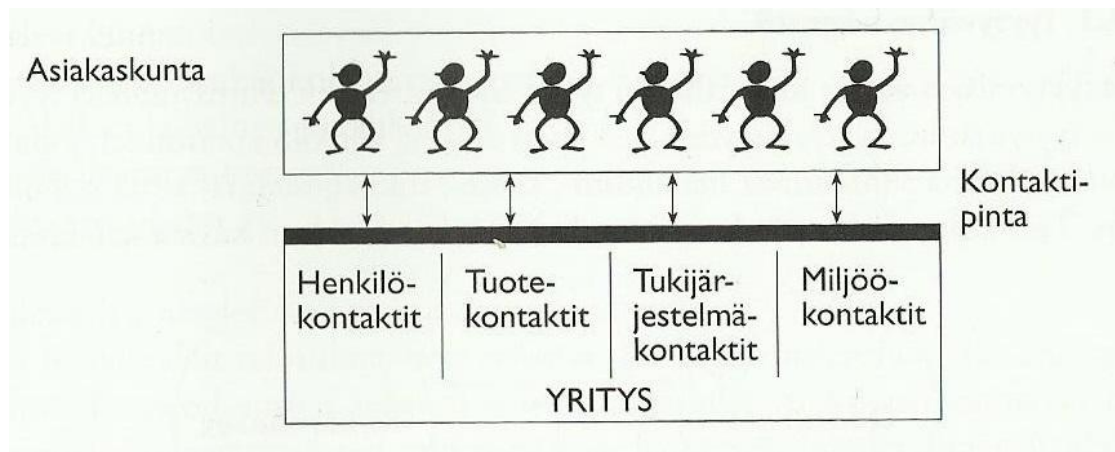 Asiakaskunta
Kontakti-
pinta
Henkilö-
kontaktit
Tuote-
kontaktit
Tukijär-
jestelmä-
kontaktit
Miljöö-
kontaktit
YRITYS